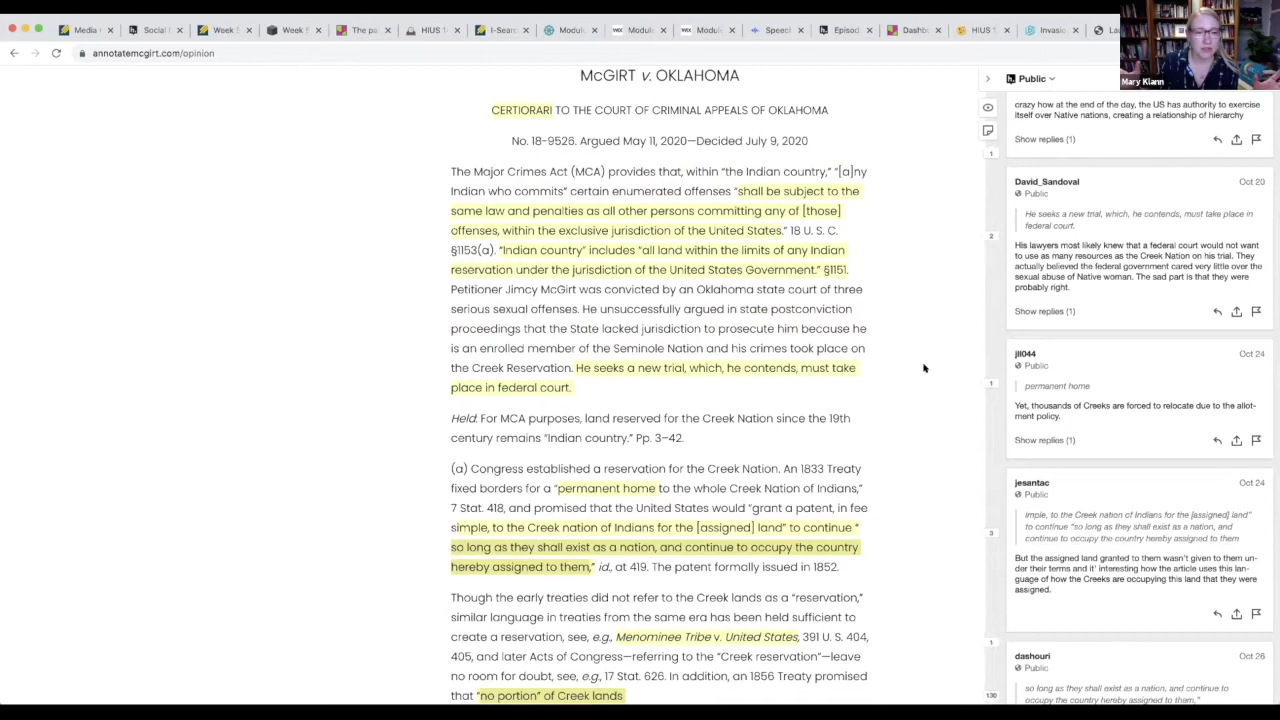 Media
Social
Week
Week
The pa
HIUS 1
I-Searc
Modul
Modul
Modul
Speecl
Episod
Dashb
HIUS 1
Invasio
annotatemcgirt.com/opinion
Mary Klann
McGIRT v. OKLAHOMA
CERTIORARI TO THE COURT OF CRIMINAL APPEALS OF OKLAHOMA
No. 18-9526. Argued May 11, 2020—Decided July 9, 2020
The Major Crimes Act (MCA) provides that, within “the Indian country,” “[a]ny
Indian who commits” certain enumerated offenses “shall be subject to the
same law and penalties as all other persons committing any of [those]
offenses, within the exclusive jurisdiction of the United States.” 18 U. S. C.
§1153(a). “Indian country” includes “all land within the limits of any Indian
reservation under the jurisdiction of the United States Government.” §1151.
Petitioner Jimcy McGirt was convicted by an Oklahoma state court of three
serious sexual offenses. He unsuccessfully argued in state postconviction
proceedings that the State lacked jurisdiction to prosecute him because he
is an enrolled member of the Seminole Nation and his crimes took place on
the Creek Reservation. He seeks a new trial, which, he contends, must take
place in federal court.
Held: For MCA purposes, land reserved for the Creek Nation since the 19th
century remains “Indian country.” Pp. 3–42.
(a) Congress established a reservation for the Creek Nation. An 1833 Treaty
fixed borders for a “permanent home to the whole Creek Nation of Indians,”
7 Stat. 418, and promised that the United States would “grant a patent, in fee
simple, to the Creek nation of Indians for the [assigned] land” to continue “
so long as they shall exist as a nation, and continue to occupy the country
hereby assigned to them,” id., at 419. The patent formally issued in 1852.
Though the early treaties did not refer to the Creek lands as a “reservation,”
similar language in treaties from the same era has been held sufficient to
create a reservation, see, e.g., Menominee Tribe v. United States, 391 U. S. 404,
405, and later Acts of Congress—referring to the “Creek reservation”—leave
no room for doubt, see, e.g., 17 Stat. 626. In addition, an 1856 Treaty promised
that “no portion” of Creek lands
Public
1
2
1
3
1
130
crazy how at the end of the day, the US has authority to exercise
itself over Native nations, creating a relationship of hierarchy
Show replies (1)
David_Sandoval Oct 20
Public
He seeks a new trial, which, he contends, must take place in
federal court.
His lawyers most likely knew that a federal court would not want
to use as many resources as the Creek Nation on his trial. They
actually believed the federal government cared very little over the
sexual abuse of Native woman. The sad part is that they were
probably right.
Show replies (1)
jll044 Oct 24
Public
permanent home
Yet, thousands of Creeks are forced to relocate due to the allot-
ment policy.
Show replies (1)
jesantac Oct 24
Public
imple, to the Creek nation of Indians for the [assigned] land”
to continue “so long as they shall exist as a nation, and
continue to occupy the country hereby assigned to them
But the assigned land granted to them wasn't given to them un-
der their terms and it' interesting how the article uses this lan-
guage of how the Creeks are occupying this land that they were
assigned.
dashouri Oct 26
Public
so long as they shall exist as a nation, and continue to
occupy the country hereby assigned to them,”